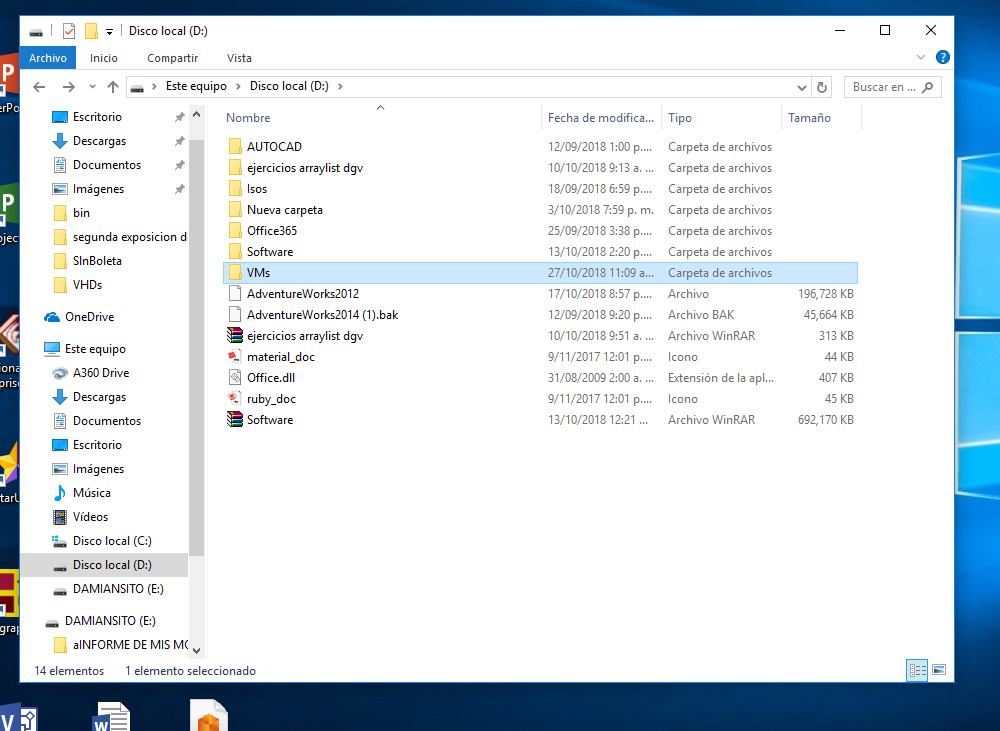 Disco local (D:)
Archivo Inicio Compartir Vista
Este equipo Disco local (D:) Buscar en ...
Nombre Fecha de modifica... Tipo Tamaño
Escritorio
Descargas
Documentos
Imágenes
bin
segunda exposicion d
SInBoleta
VHDs
OneDrive
Este equipo
A360 Drive
Descargas
Documentos
Escritorio
Imágenes
Música
Vídeos
Disco local (C:)
Disco local (D:)
DAMIANSITO (E:)
DAMIANSITO (E:)
aINFORME DE MIS MO
AUTOCAD 12/09/2018 1:00 p.... Carpeta de archivos
ejercicios arraylist dgv 10/10/2018 9:13 a. ... Carpeta de archivos
Isos 18/09/2018 6:59 p.... Carpeta de archivos
Nueva carpeta 3/10/2018 7:59 p. m. Carpeta de archivos
Office365 25/09/2018 3:38 p.... Carpeta de archivos
Software 13/10/2018 2:20 p.... Carpeta de archivos
VMs 27/10/2018 11:09 a... Carpeta de archivos
AdventureWorks2012 17/10/2018 8:57 p.... Archivo 196,728 KB
AdventureWorks2014 (1).bak 12/09/2018 9:20 p.... Archivo BAK 45,664 KB
ejercicios arraylist dgv 10/10/2018 9:51 a. ... Archivo WinRAR 313 KB
material_doc 9/11/2017 12:01 p.... Icono 44 KB
Office.dll 31/08/2009 2:00 a. ... Extensión de la apl... 407 KB
ruby_doc 9/11/2017 12:01 p.... Icono 45 KB
Software 13/10/2018 12:21 ... Archivo WinRAR 692,170 KB
14 elementos 1 elemento seleccionado